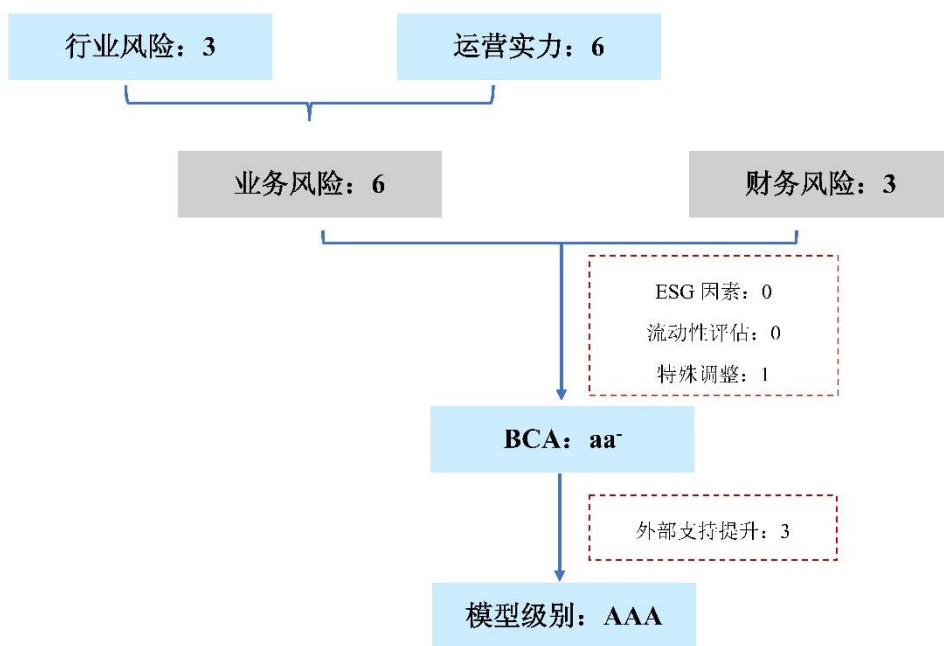 行业风险：3
运营实力：6
业务风险：6
财务风险：3
ESG 因素：0
流动性评估：0
特殊调整：1
BCA：aa⁻
外部支持提升：3
模型级别：AAA